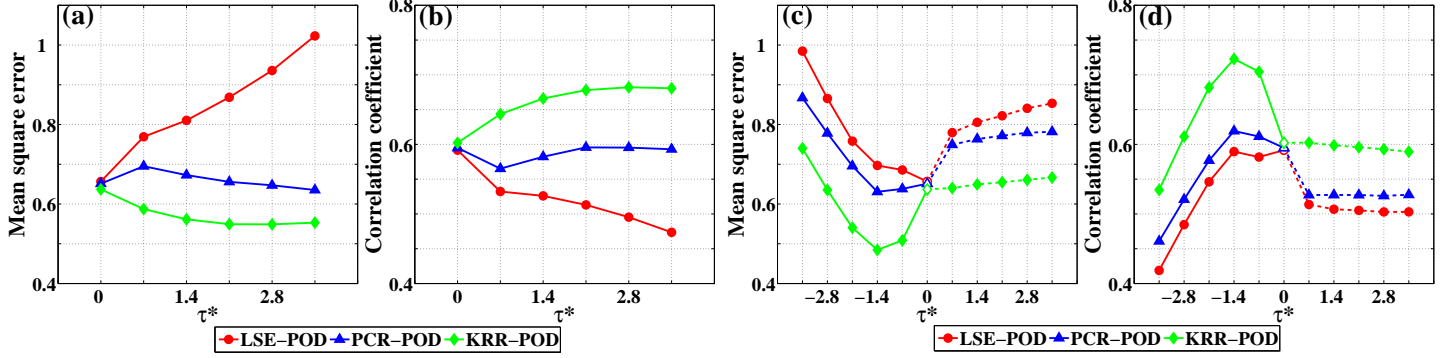 (a)
Mean square error
1
0.8
0.6
0.4
0
1.4
2.8
τ*
(b)
Correlation coefficient
0.8
0.6
0.4
0
1.4
2.8
τ*
LSE−POD PCR−POD KRR−POD
(c)
Mean square error
1
0.8
0.6
0.4
−2.8
−1.4
0
1.4
2.8
τ*
(d)
Correlation coefficient
0.8
0.6
0.4
−2.8
−1.4
0
1.4
2.8
τ*
LSE−POD PCR−POD KRR−POD